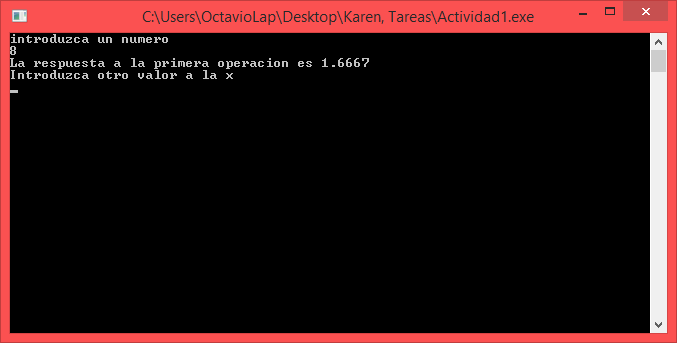 C:\Users\OctavioLap\Desktop\Karen, Tareas\Actividad1.exe
introduzca un numero
8
La respuesta a la primera operacion es 1.6667
Introduzca otro valor a la x